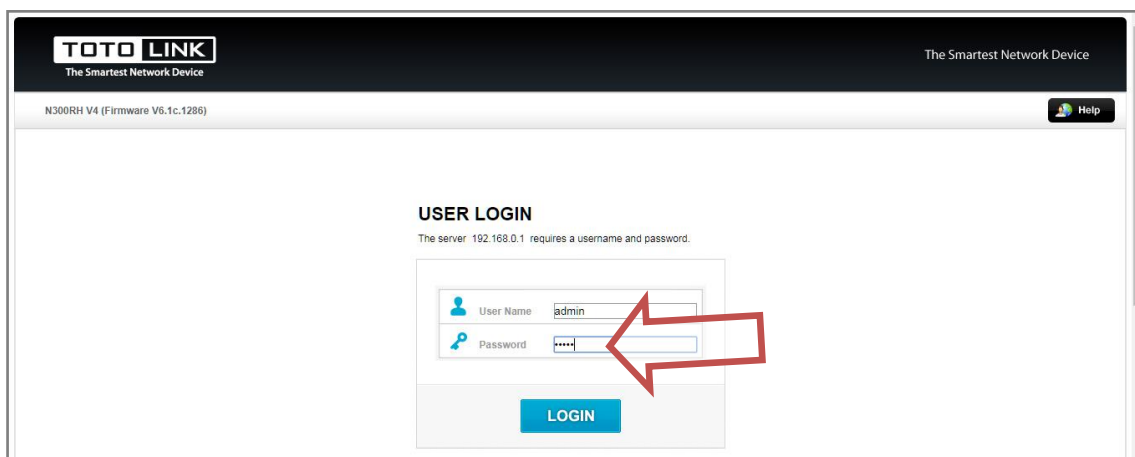 TOTO LINK
The Smartest Network Device
The Smartest Network Device
N300RH V4 (Firmware V6.1c.1286)
Help
USER LOGIN
The server 192.168.0.1 requires a username and password.
User Name admin
Password •••••
LOGIN